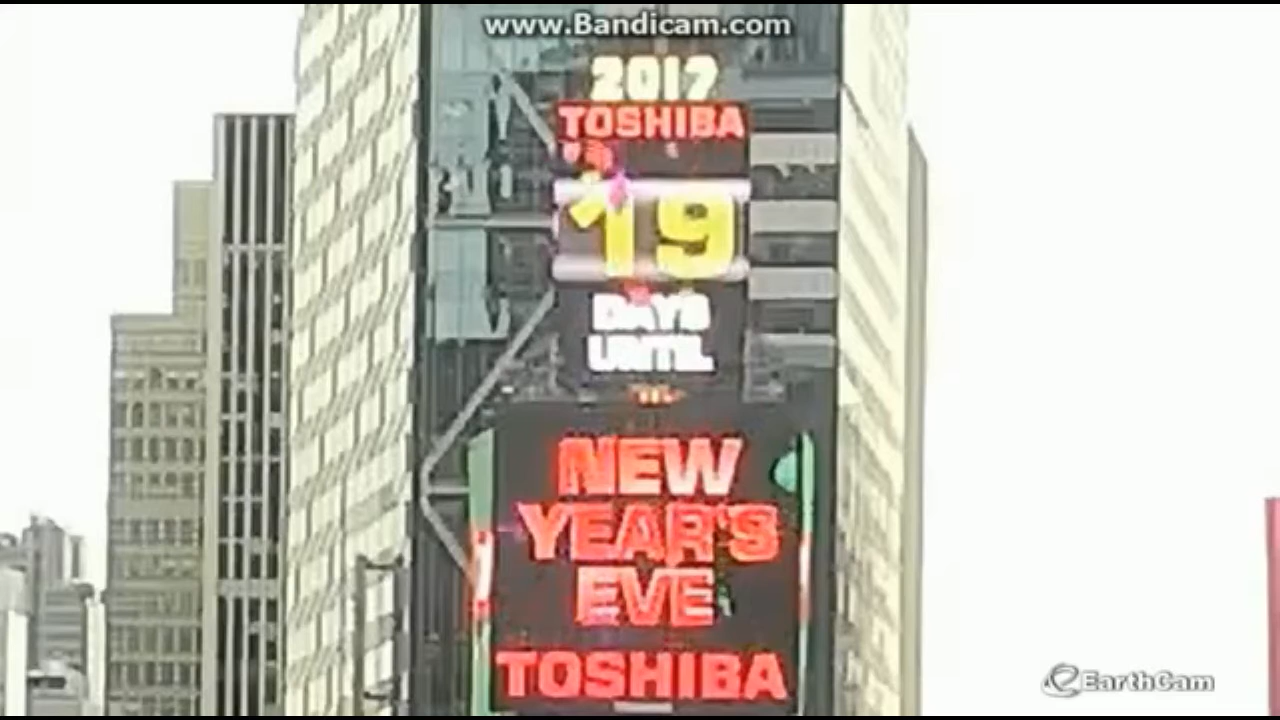 www.Bandicam.com
2017
TOSHIBA
19
DAYS
UNTIL
NEW
YEAR'S
EVE
TOSHIBA
EarthCam